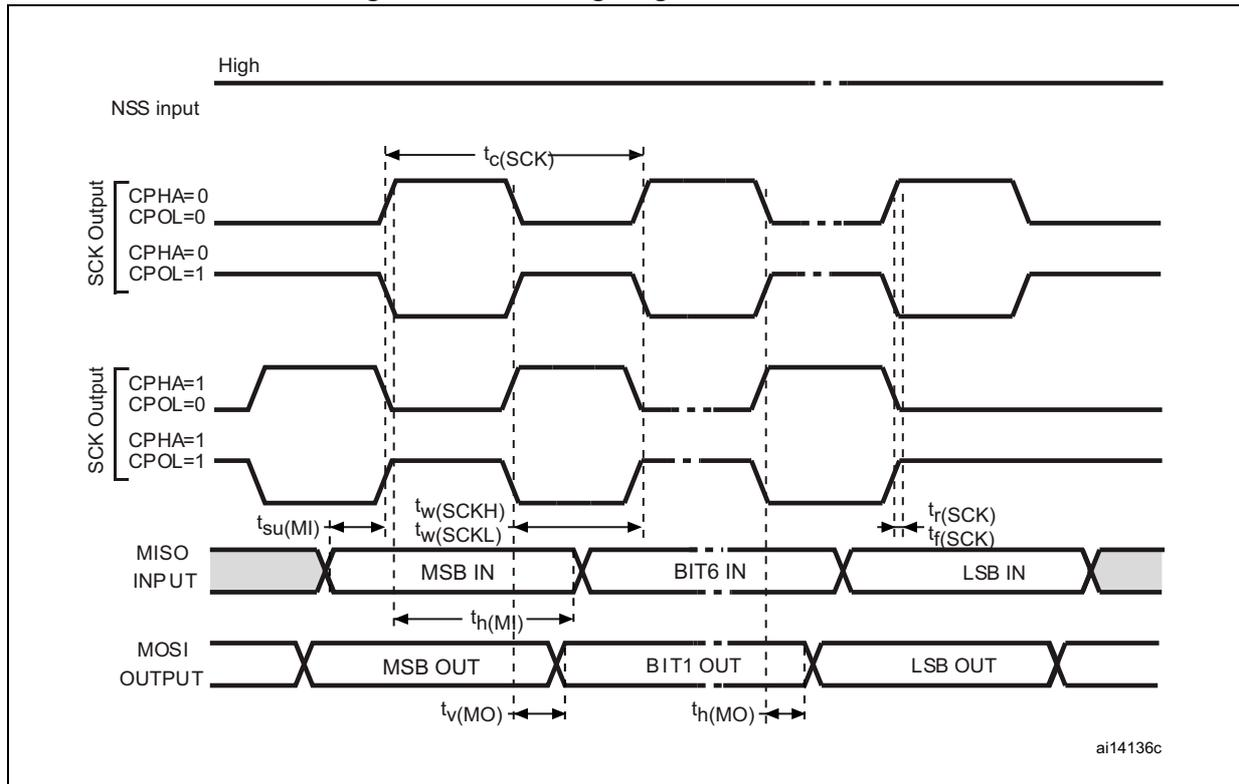 High
NSS input
tc(SCK)
SCK Output
CPHA=0
CPOL=0
CPHA=0
CPOL=1
SCK Output
CPHA=1
CPOL=0
CPHA=1
CPOL=1
tsu(MI)
tw(SCKH)
tw(SCKL)
tr(SCK)
tf(SCK)
MISO
INPUT
MSB IN
BIT6 IN
LSB IN
th(MI)
MOSI
OUTPUT
MSB OUT
BIT1 OUT
LSB OUT
tv(MO)
th(MO)
ai14136c